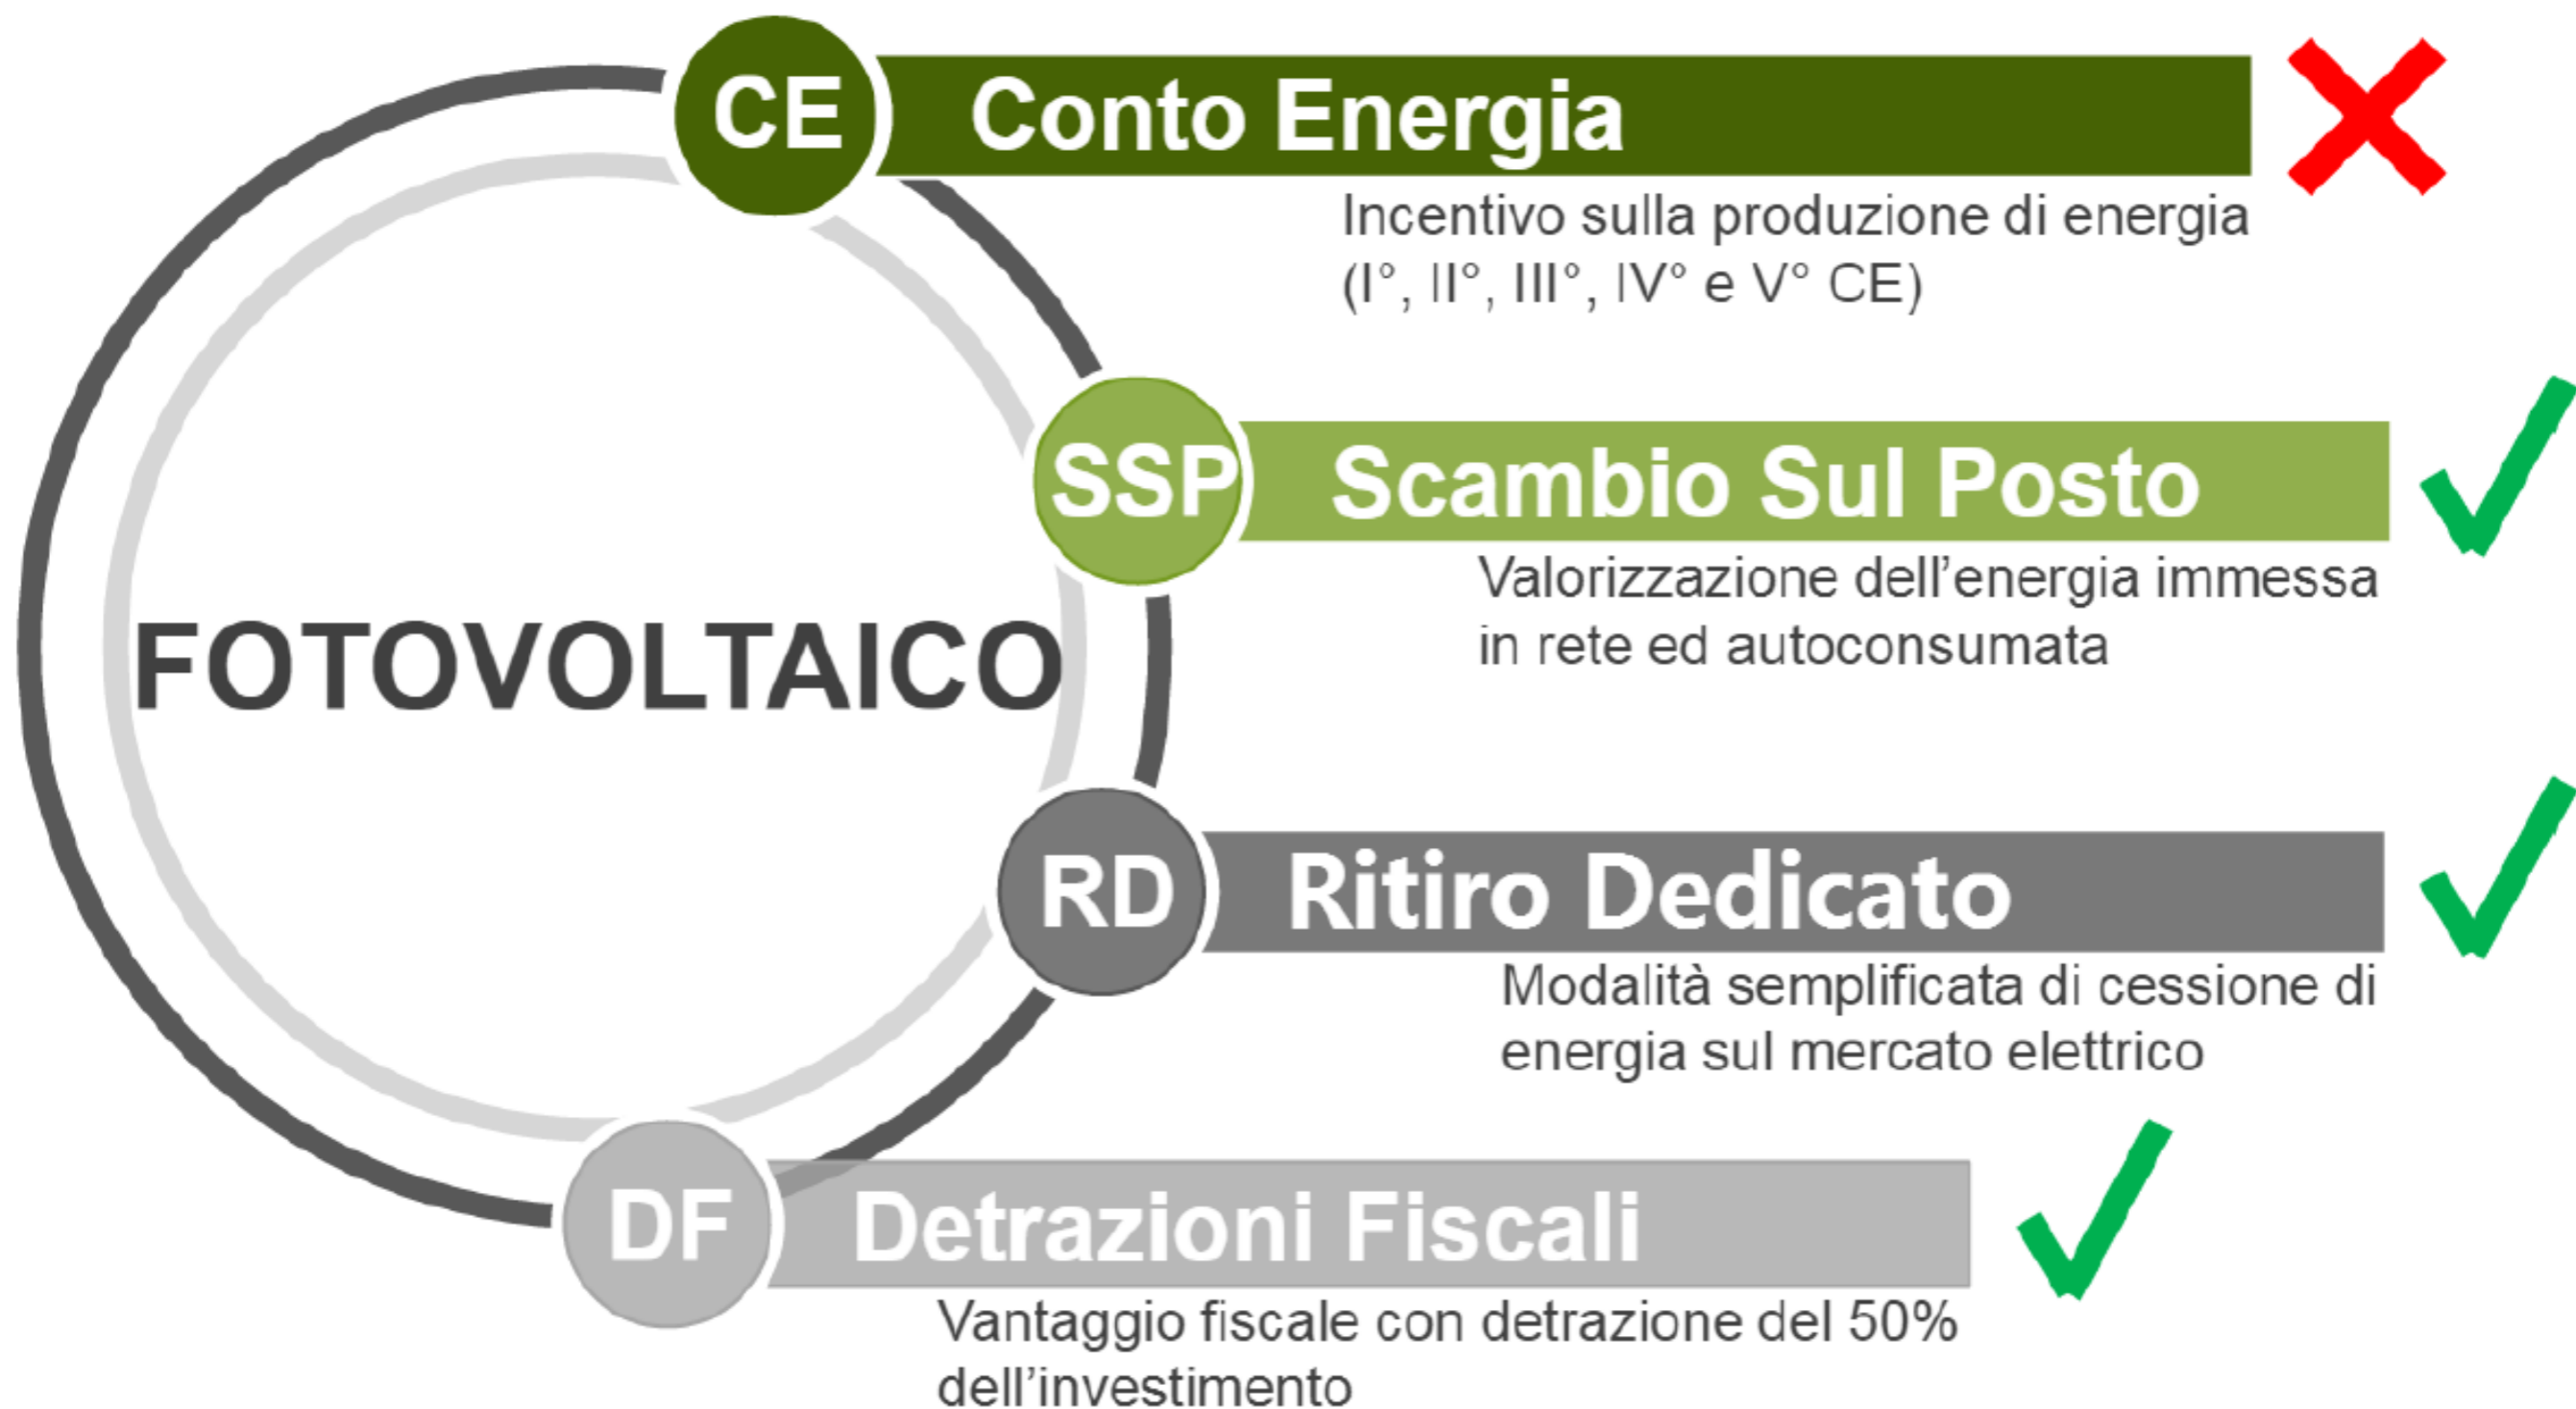 CE
Conto Energia
Incentivo sulla produzione di energia
(I°, II°, III°, IV° e V° CE)
SSP
Scambio Sul Posto
Valorizzazione dell'energia immessa
in rete ed autoconsumata
FOTOVOLTAICO
RD
Ritiro Dedicato
Modalità semplificata di cessione di
energia sul mercato elettrico
DF
Detrazioni Fiscali
Vantaggio fiscale con detrazione del 50%
dell'investimento